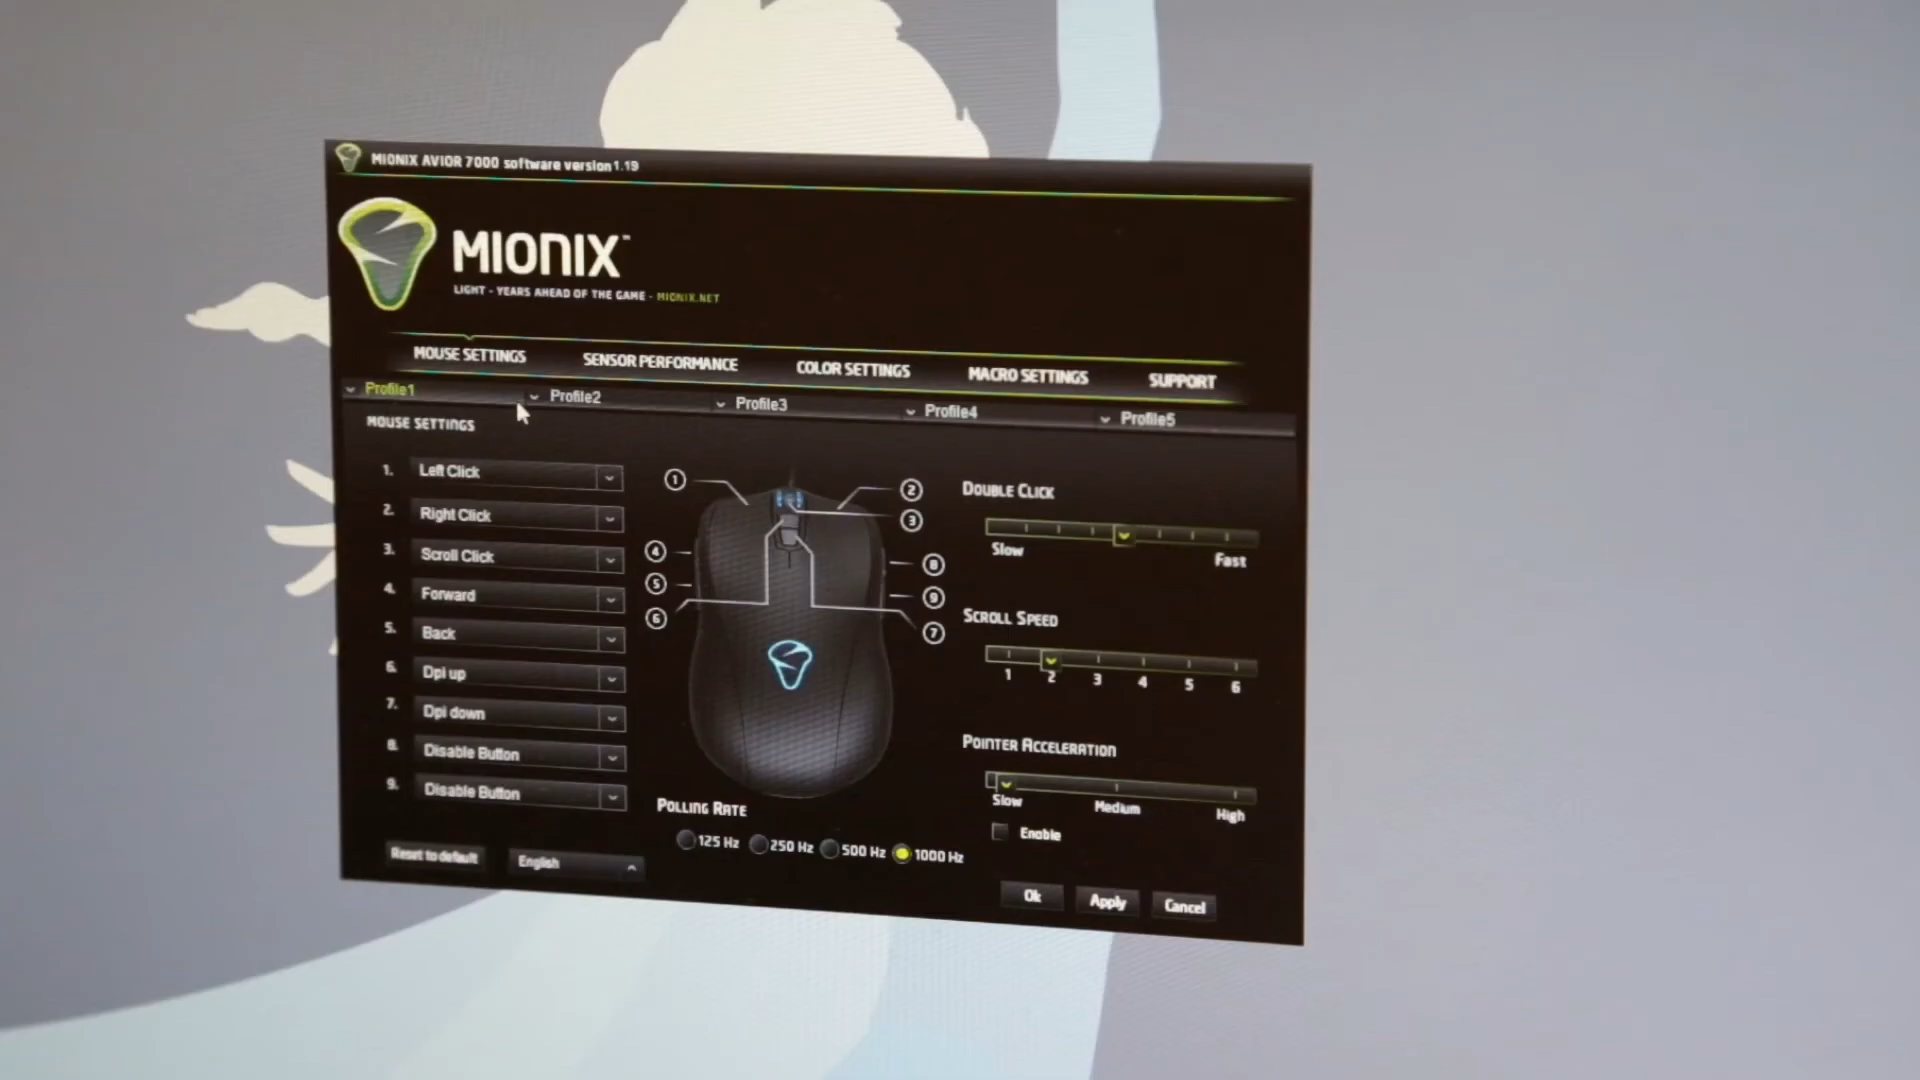 MIONIX AVIOR 7000 software version 1.19
MIONIX™
LIGHT - YEARS AHEAD OF THE GAME - MIONIX.NET
MOUSE SETTINGS SENSOR PERFORMANCE COLOR SETTINGS MACRO SETTINGS SUPPORT
Profile1 Profile2 Profile3 Profile4 Profile5
MOUSE SETTINGS
1. Left Click
2. Right Click
3. Scroll Click
4. Forward
5. Back
6. Dpi up
7. Dpi down
8. Disable Button
9. Disable Button
1
2
3
4
5
6
7
8
9
POLLING RATE
125 Hz 250 Hz 500 Hz 1000 Hz
DOUBLE CLICK
Slow Fast
SCROLL SPEED
1 2 3 4 5 6
POINTER ACCELERATION
Slow Medium High
Enable
Reset to default English
Ok Apply Cancel